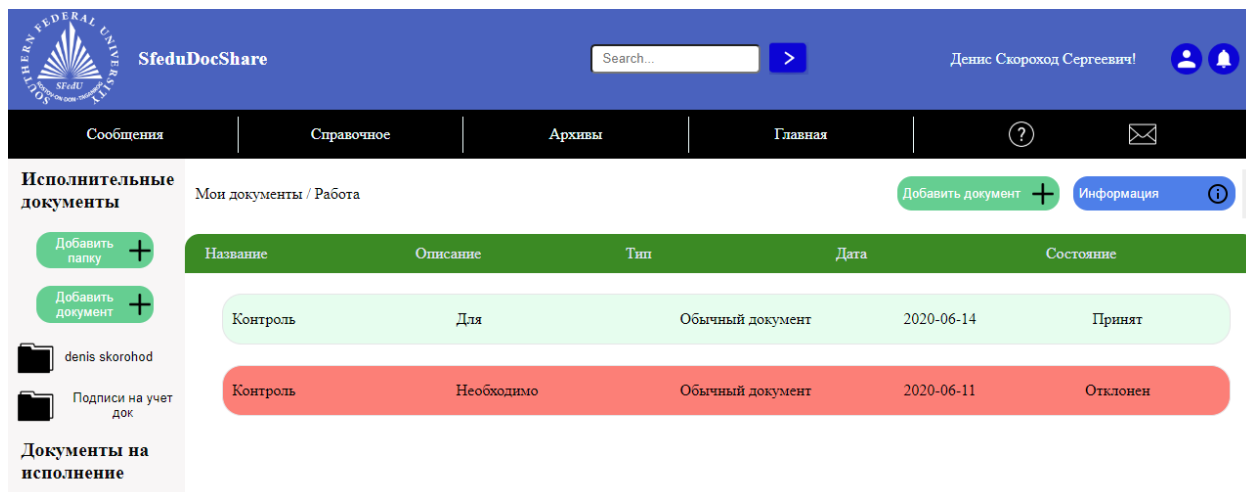 SOUTHERN FEDERAL UNIVERSITY
SFedU
SfeduDocShare
Search...
>
Денис Скороход Сергеевич!
Сообщения
Справочное
Архивы
Главная
?
Исполнительные
документы
Мои документы / Работа
Добавить документ
Информация
Добавить
папку
Название
Описание
Тип
Дата
Состояние
Добавить
документ
Контроль
Для
Обычный документ
2020-06-14
Принят
denis skorohod
Контроль
Необходимо
Обычный документ
2020-06-11
Отклонен
Подписи на учет
док
Документы на
исполнение